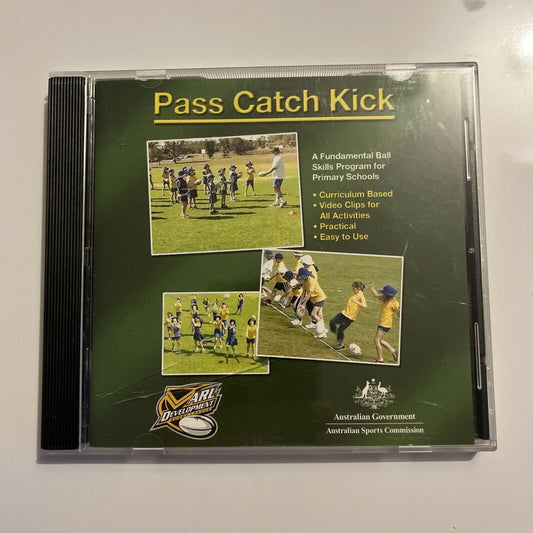 Pass Catch Kick
A Fundamental Ball
Skills Program for
Primary Schools
• Curriculum Based
• Video Clips for
All Activities
• Practical
• Easy to Use
ARL
DEVELOPMENT
Australian Government
Australian Sports Commission